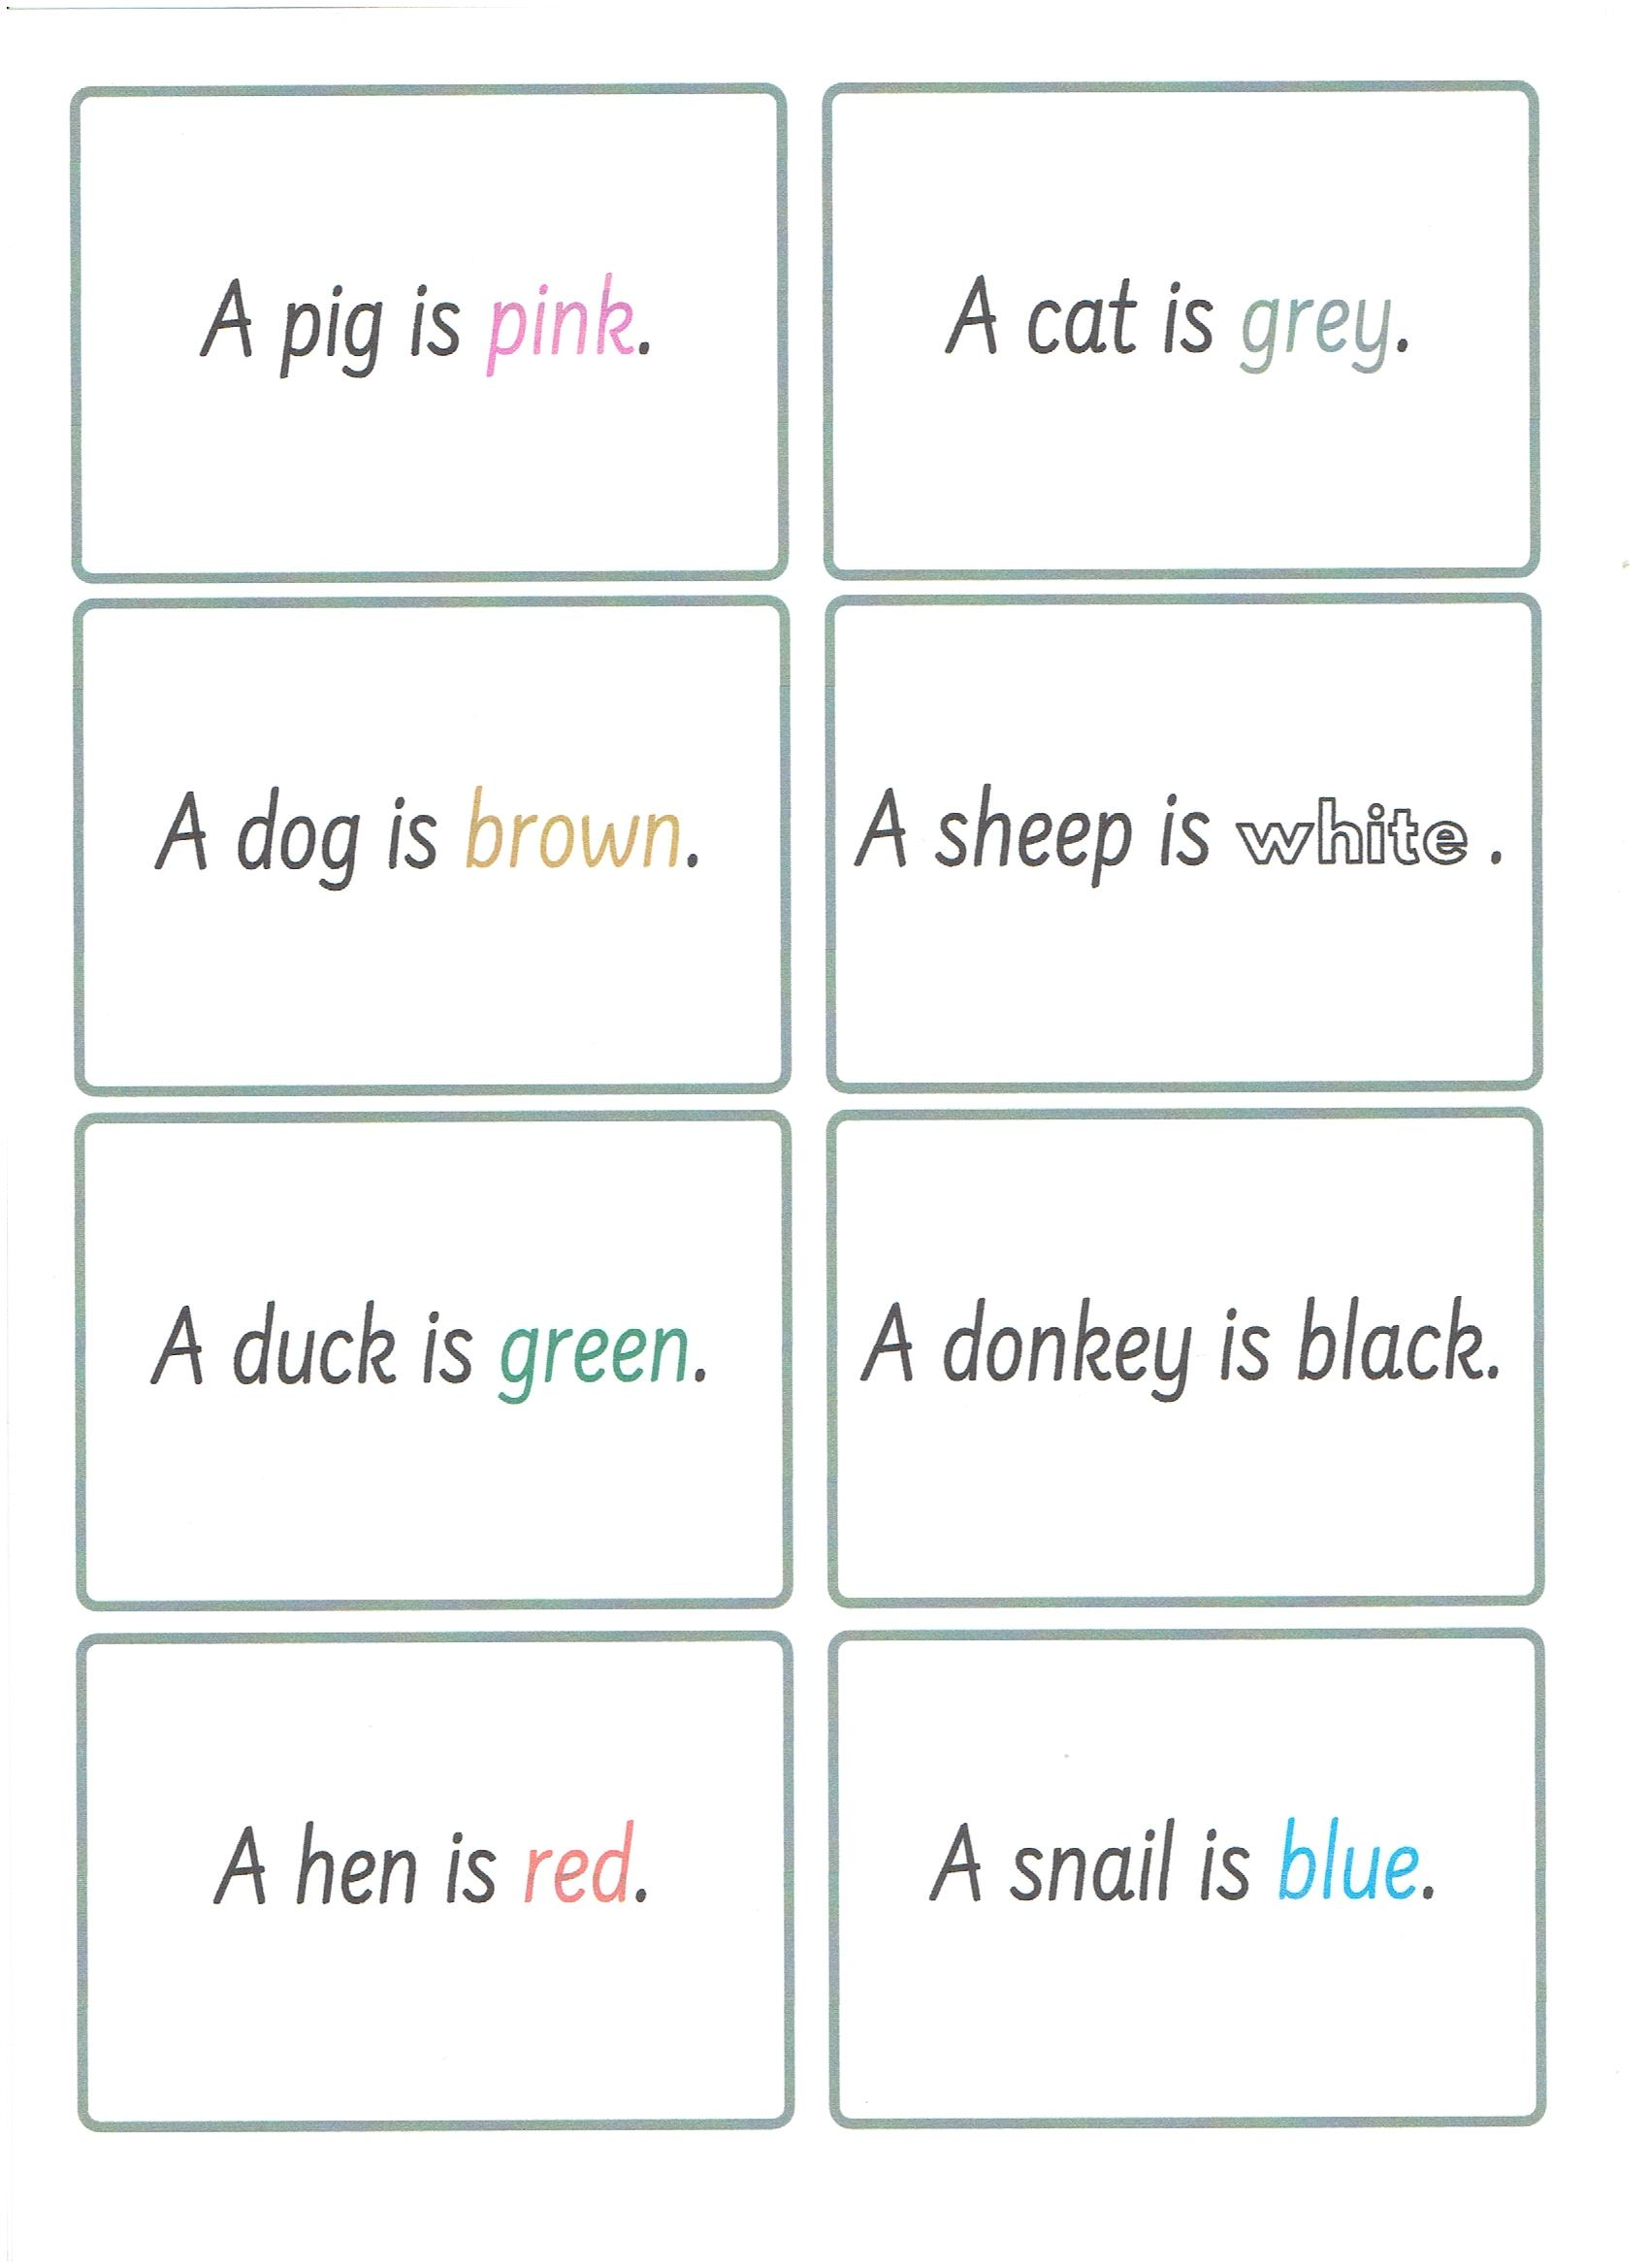 A pig is pink.
A cat is grey.
A dog is brown.
A sheep is white .
A duck is green.
A donkey is black.
A hen is red.
A snail is blue.